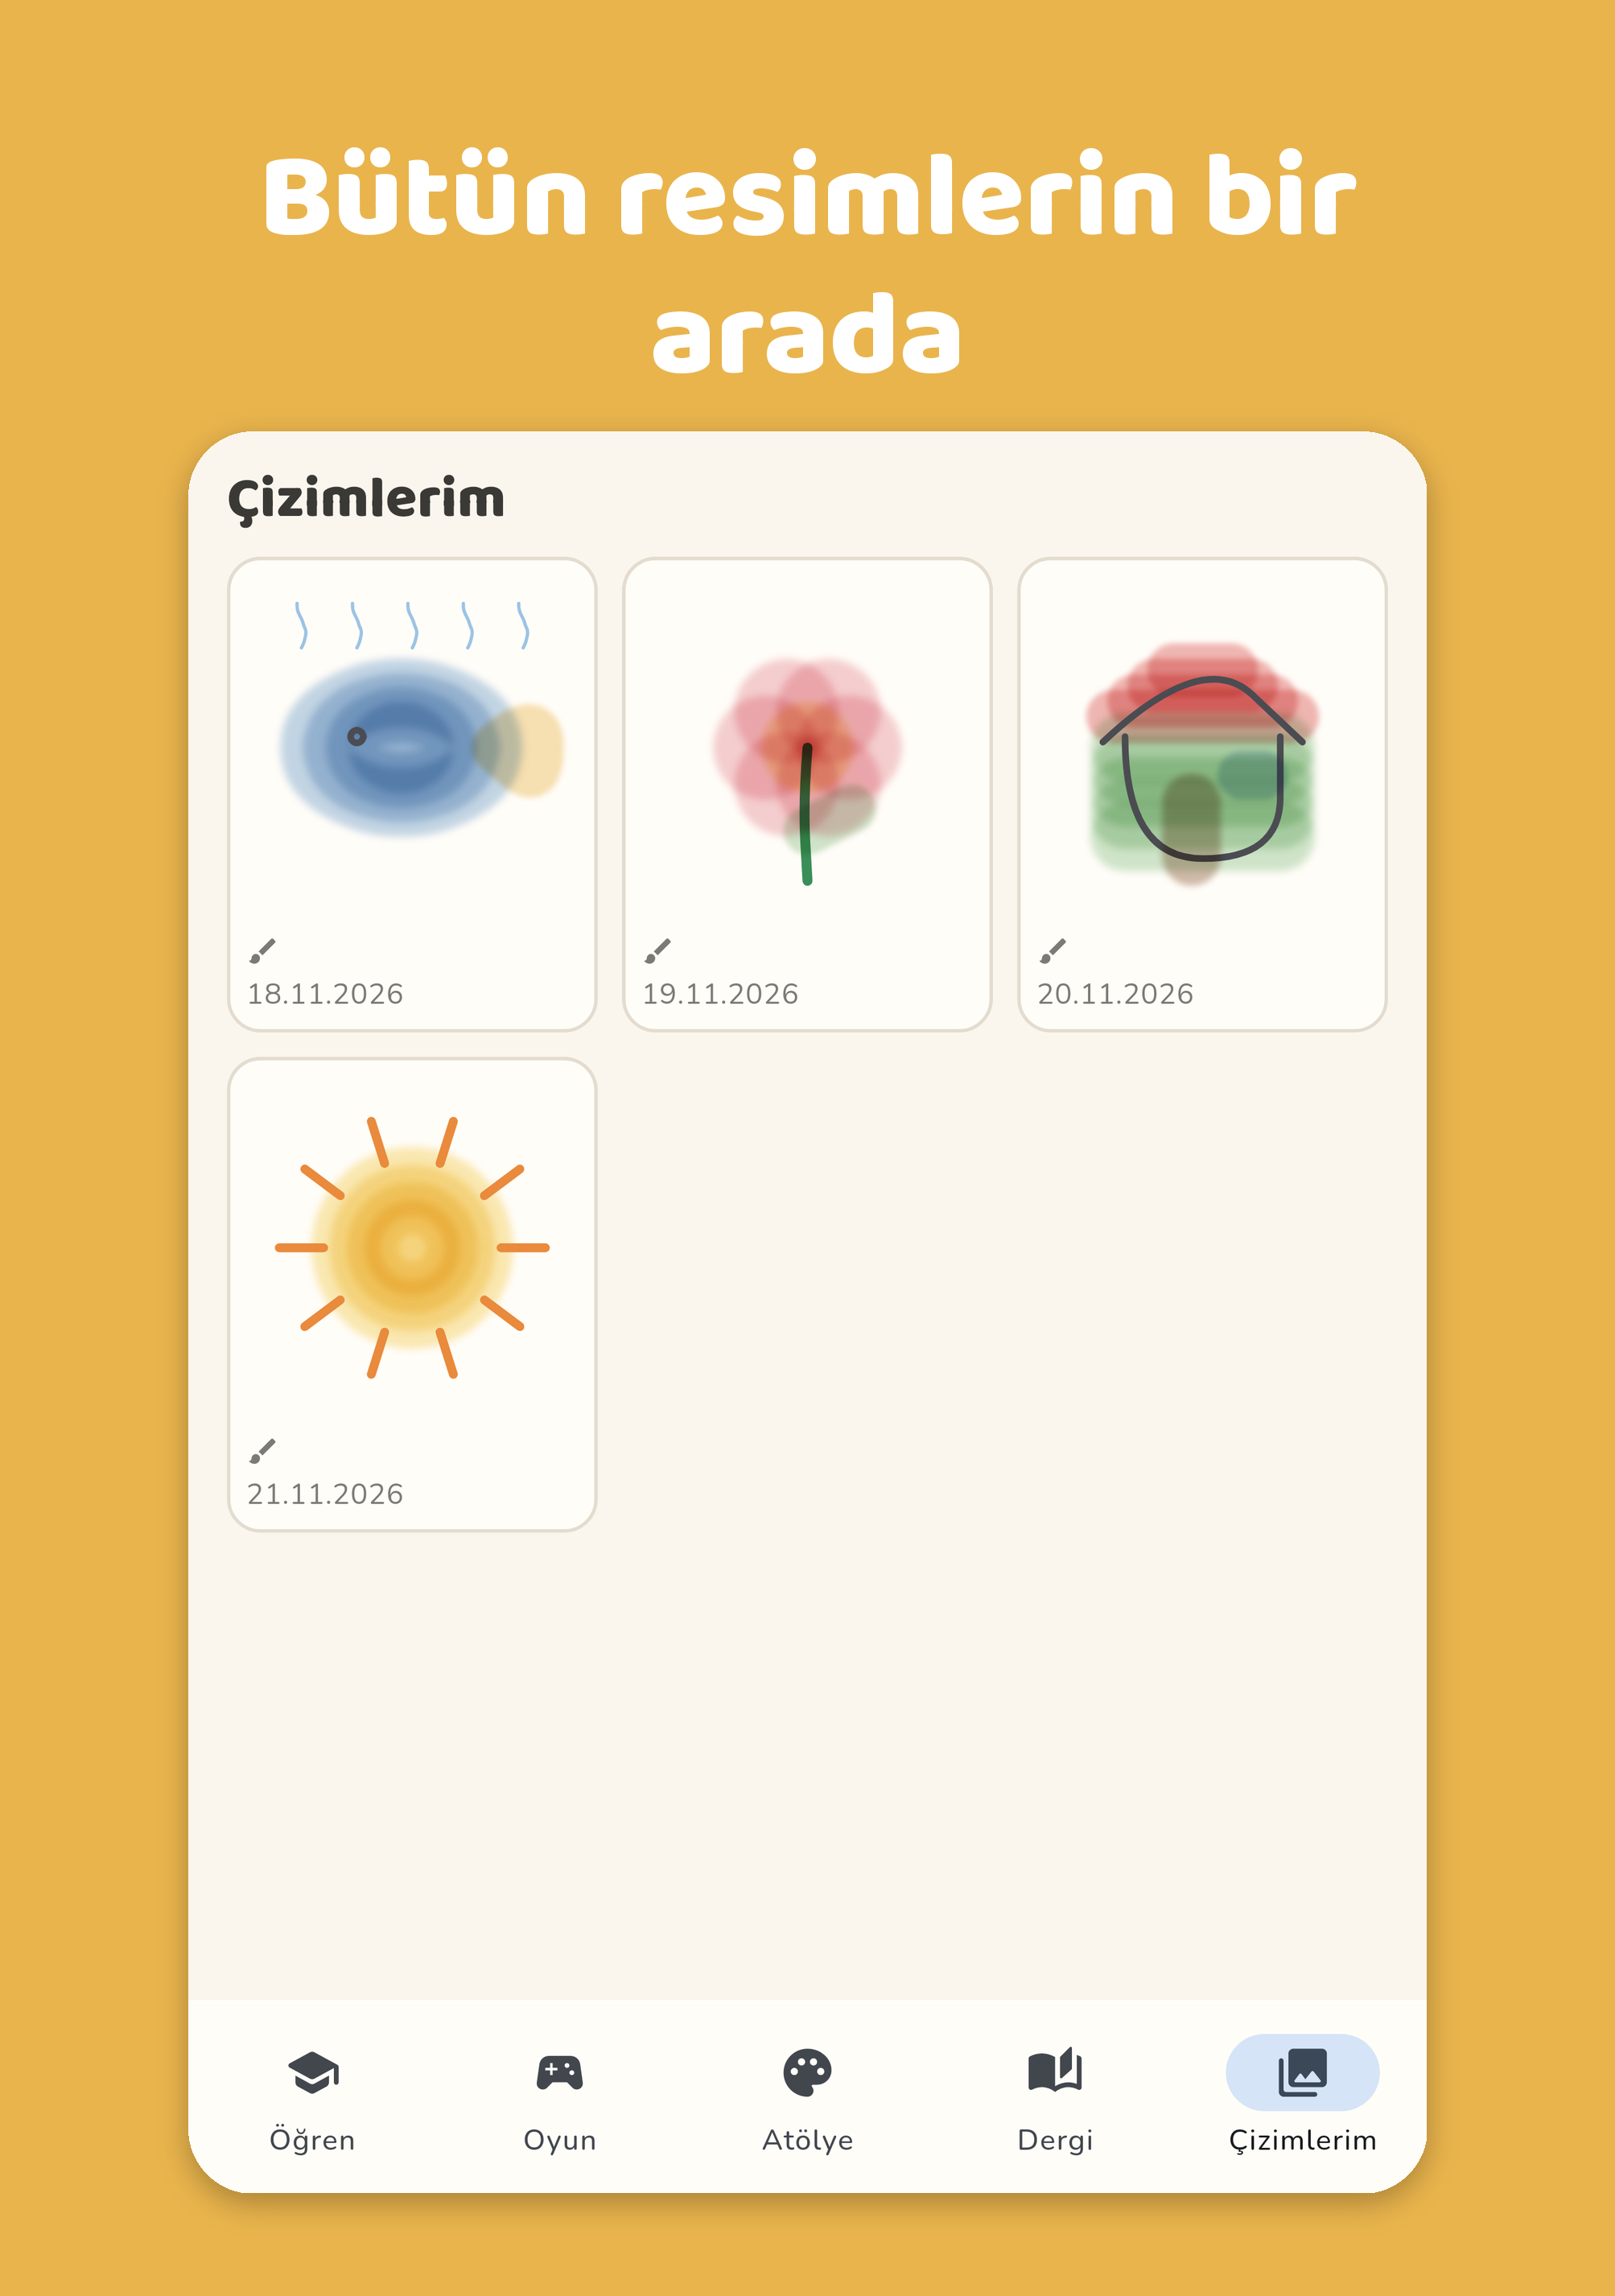 Bütün resimlerin bir
arada
Çizimlerim
18.11.2026
19.11.2026
20.11.2026
21.11.2026
Öğren
Oyun
Atölye
Dergi
Çizimlerim